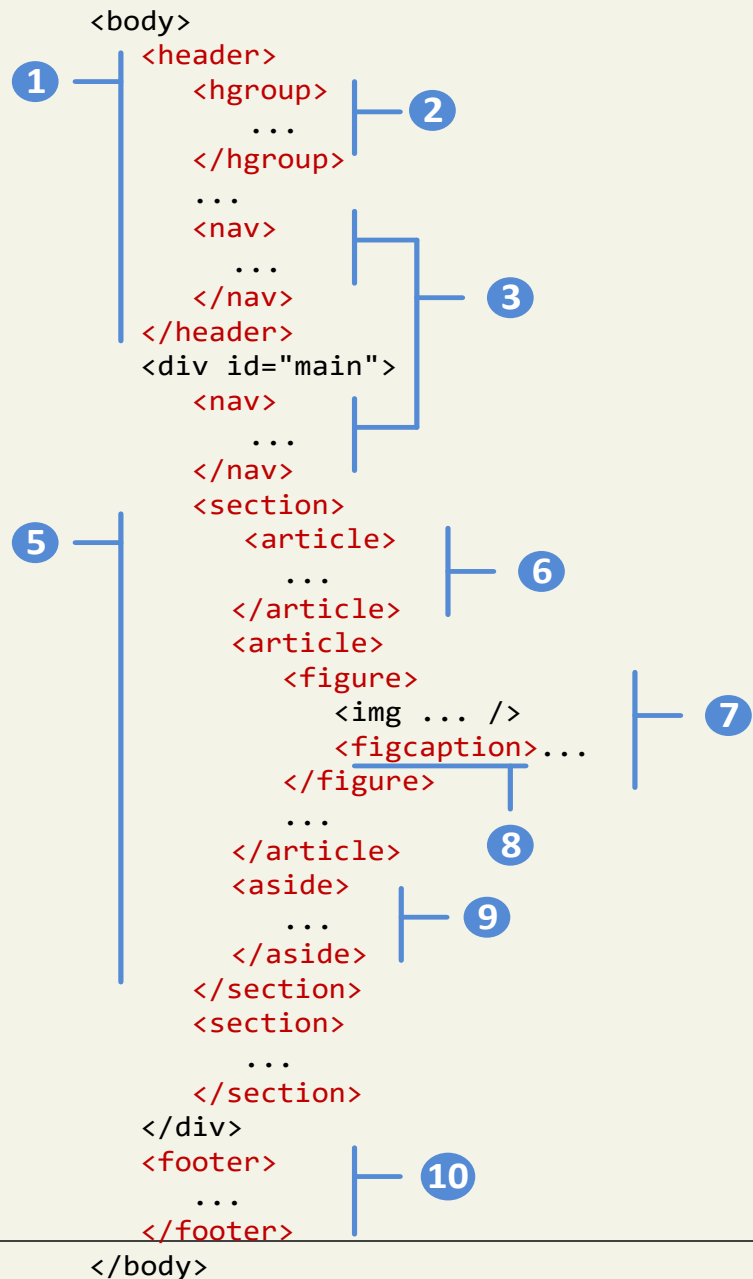 <body>
<header>
1 <hgroup> 2
...
</hgroup>
...
<nav>
...
</nav> 3
</header>
<div id="main">
<nav>
...
</nav>
<section>
5 <article>
... 6
</article>
<article>
<figure>
<img ... /> 7
<figcaption>...
</figure>
...
</article> 8
<aside>
... 9
</aside>
</section>
<section>
...
</section>
</div>
<footer>
... 10
</footer>
</body>